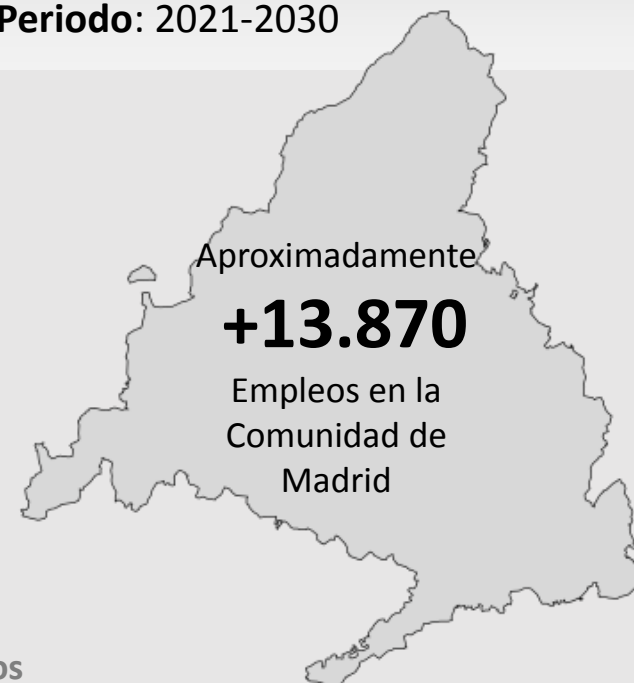 Periodo: 2021-2030
Aproximadamente
+13.870
Empleos en la
Comunidad de
Madrid